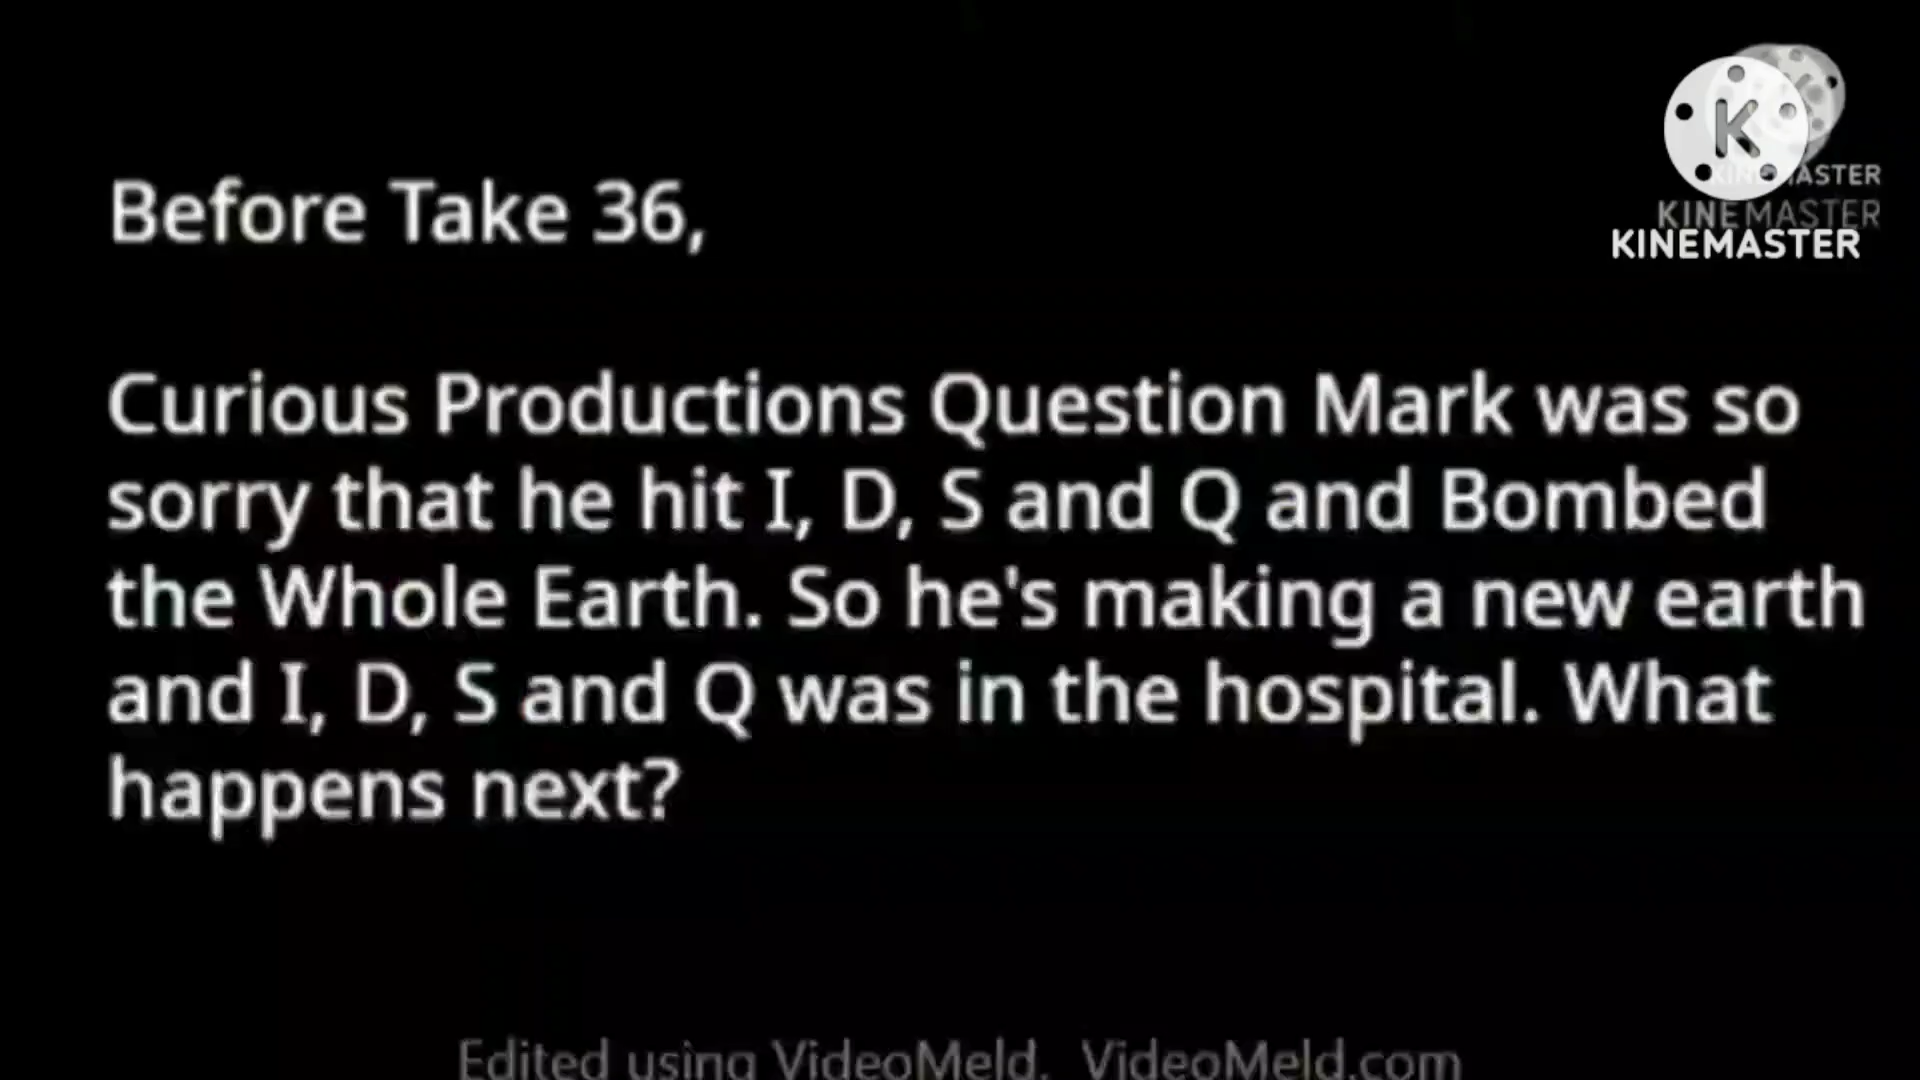 K
KINEMASTER
KINEMASTER
KINEMASTER
Before Take 36,
Curious Productions Question Mark was so
sorry that he hit I, D, S and Q and Bombed
the Whole Earth. So he's making a new earth
and I, D, S and Q was in the hospital. What
happens next?
Edited using VideoMeld. VideoMeld.com